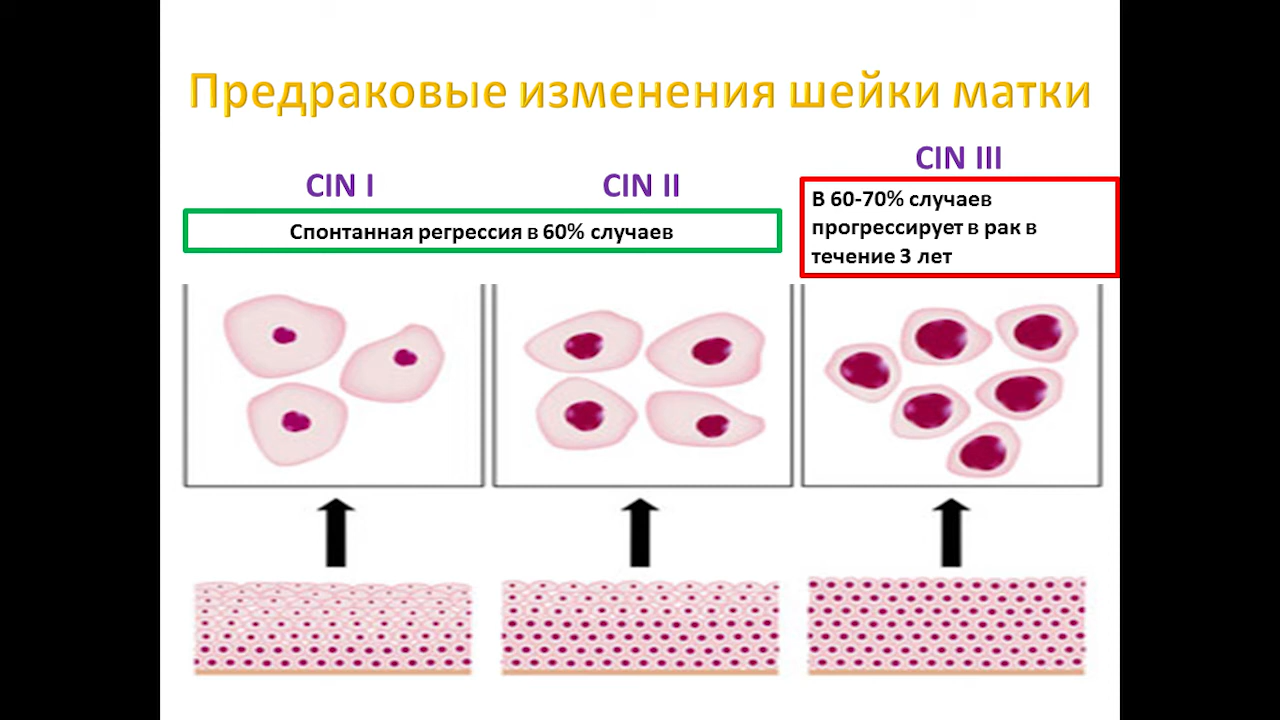 Предраковые изменения шейки матки
CIN I
CIN II
CIN III
Спонтанная регрессия в 60% случаев
В 60-70% случаев
прогрессирует в рак в
течение 3 лет